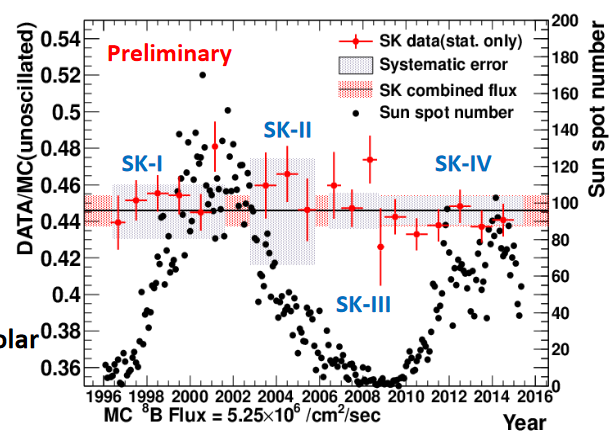 Preliminary
SK data(stat. only)
Systematic error
SK combined flux
Sun spot number
SK-I
SK-II
SK-III
SK-IV
DATA/MC(unoscillated)
0.54
0.52
0.5
0.48
0.46
0.44
0.42
0.4
0.38
0.36
Sun spot number
200
180
160
140
120
100
80
60
40
20
0
olar
1996 1998 2000 2002 2004 2006 2008 2010 2012 2014 2016
MC ⁸B Flux = 5.25×10⁶ /cm²/sec
Year